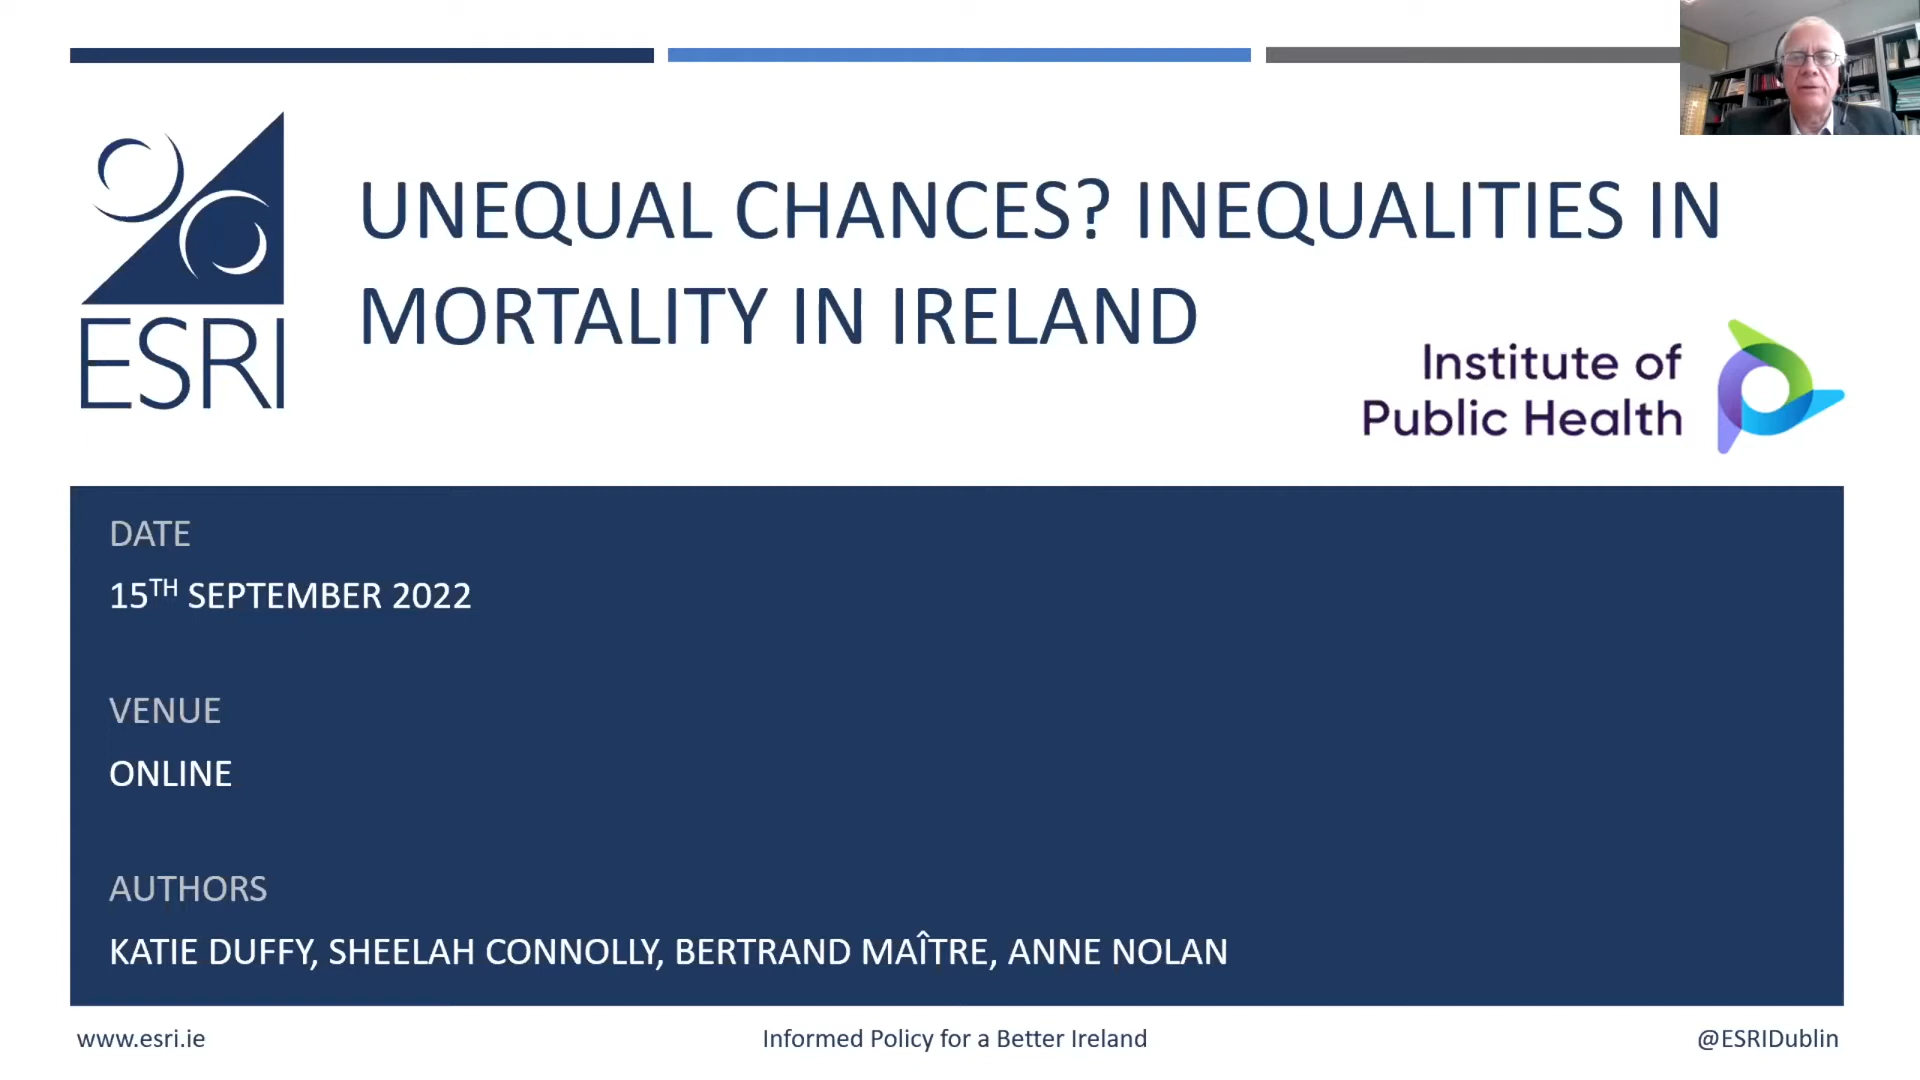 UNEQUAL CHANCES? INEQUALITIES IN
MORTALITY IN IRELAND
ESRI
Institute of
Public Health
DATE
15TH SEPTEMBER 2022
VENUE
ONLINE
AUTHORS
KATIE DUFFY, SHEELAH CONNOLLY, BERTRAND MAÎTRE, ANNE NOLAN
www.esri.ie
Informed Policy for a Better Ireland
@ESRIDublin